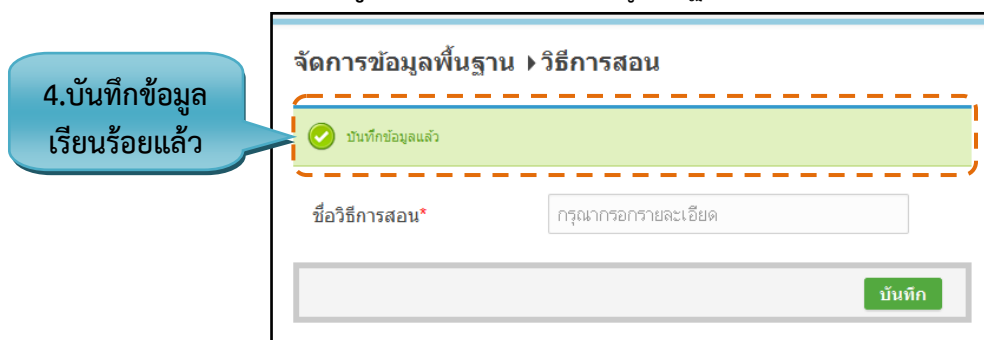 จัดการข้อมูลพื้นฐาน วิธีการสอน
4.บันทึกข้อมูล
เรียนร้อยแล้ว
บันทึกข้อมูลแล้ว
ชื่อวิธีการสอน*
กรุณากรอกรายละเอียด
บันทึก